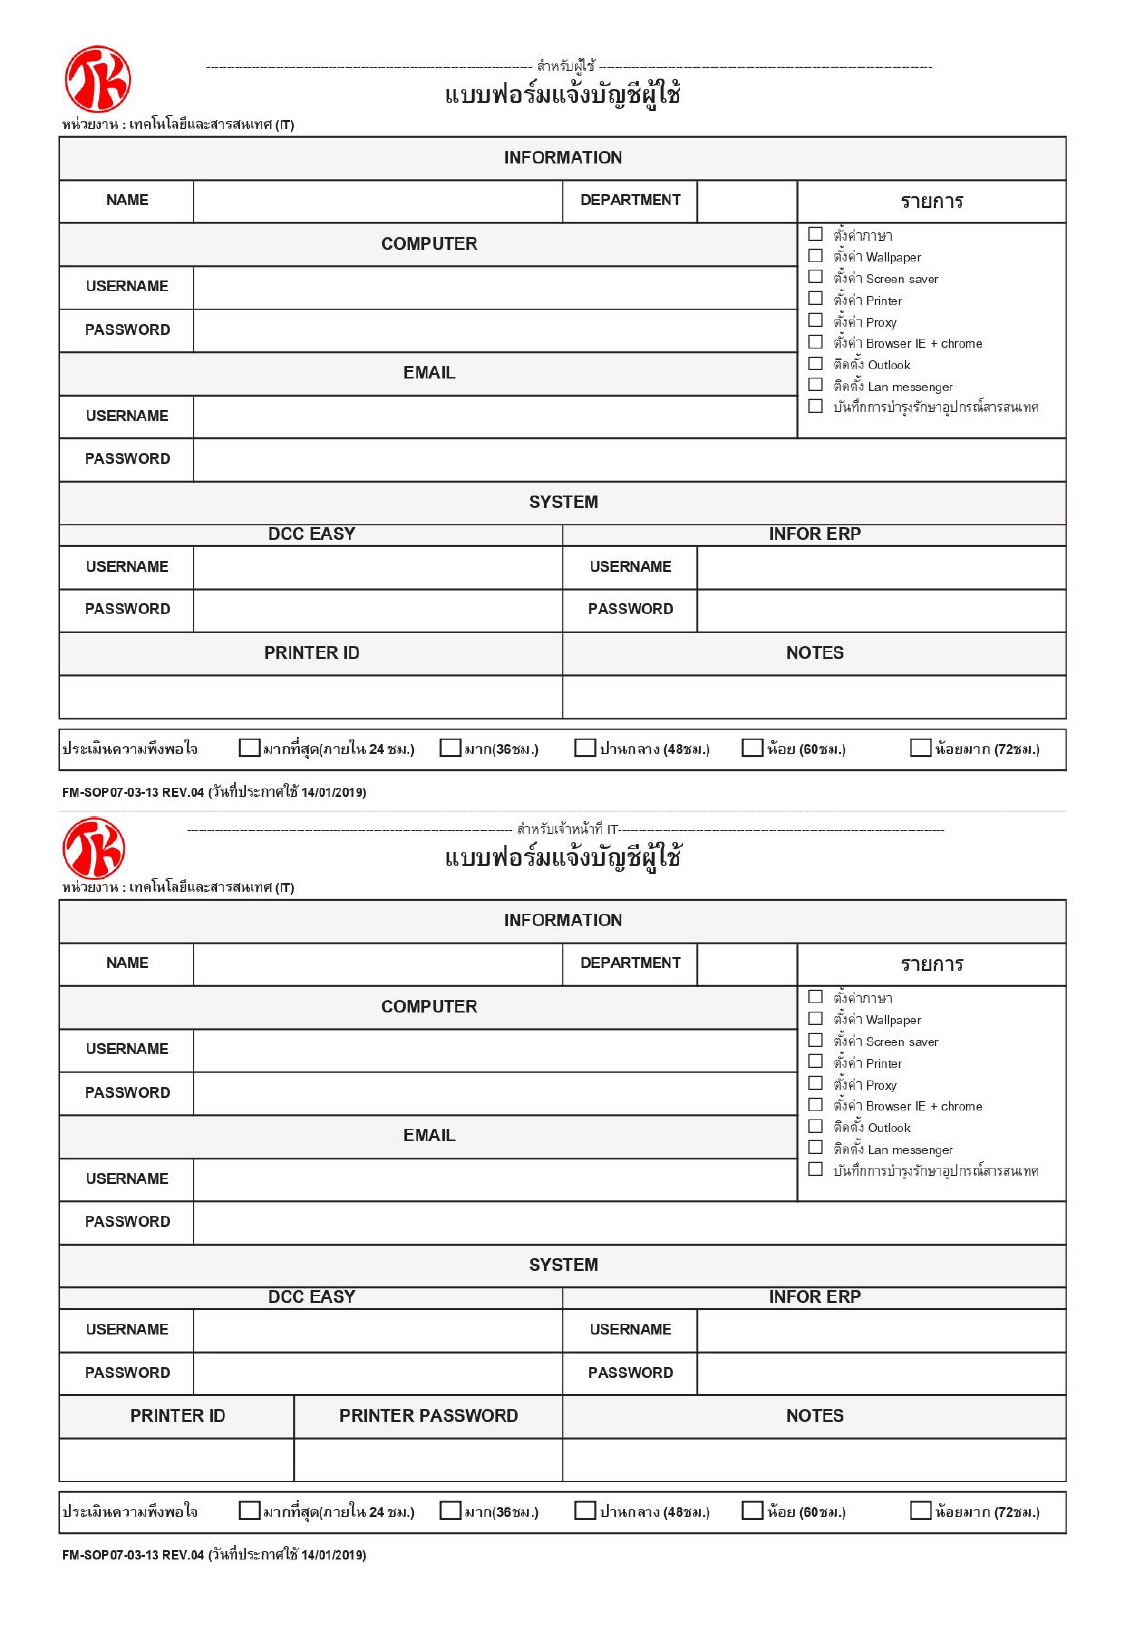 TK
-------- สำหรับผู้ใช้ --------
แบบฟอร์มแจ้งบัญชีผู้ใช้
หน่วยงาน : เทคโนโลยีและสารสนเทศ (IT)
INFORMATION
NAME DEPARTMENT รายการ
COMPUTER
ตั้งค่าภาษา
ตั้งค่า Wallpaper
USERNAME
ตั้งค่า Screen saver
ตั้งค่า Printer
PASSWORD
ตั้งค่า Proxy
ตั้งค่า Browser IE + chrome
EMAIL
ติดตั้ง Outlook
ติดตั้ง Lan messenger
USERNAME
บันทึกการบำรุงรักษาอุปกรณ์สารสนเทศ
PASSWORD
SYSTEM
DCC EASY INFOR ERP
USERNAME USERNAME
PASSWORD PASSWORD
PRINTER ID NOTES
ประเมินความพึงพอใจ มากที่สุด(ภายใน 24 ชม.) มาก(36ชม.) ปานกลาง (48ชม.) น้อย (60ชม.) น้อยมาก (72ชม.)
FM-SOP07-03-13 REV.04 (วันที่ประกาศใช้ 14/01/2019)
TK
-------- สำหรับเจ้าหน้าที่ IT--------
แบบฟอร์มแจ้งบัญชีผู้ใช้
หน่วยงาน : เทคโนโลยีและสารสนเทศ (IT)
INFORMATION
NAME DEPARTMENT รายการ
COMPUTER
ตั้งค่าภาษา
ตั้งค่า Wallpaper
USERNAME
ตั้งค่า Screen saver
ตั้งค่า Printer
PASSWORD
ตั้งค่า Proxy
ตั้งค่า Browser IE + chrome
EMAIL
ติดตั้ง Outlook
ติดตั้ง Lan messenger
USERNAME
บันทึกการบำรุงรักษาอุปกรณ์สารสนเทศ
PASSWORD
SYSTEM
DCC EASY INFOR ERP
USERNAME USERNAME
PASSWORD PASSWORD
PRINTER ID PRINTER PASSWORD NOTES
ประเมินความพึงพอใจ มากที่สุด(ภายใน 24 ชม.) มาก(36ชม.) ปานกลาง (48ชม.) น้อย (60ชม.) น้อยมาก (72ชม.)
FM-SOP07-03-13 REV.04 (วันที่ประกาศใช้ 14/01/2019)